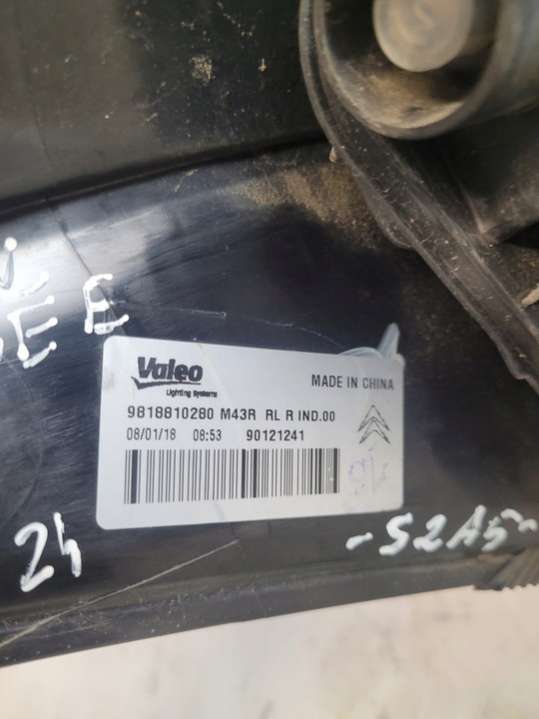 E E
Valeo
Lighting Systems
MADE IN CHINA
9818810280 M43R RL R IND.00
08/01/18 08:53 90121241
24
-S2A5-